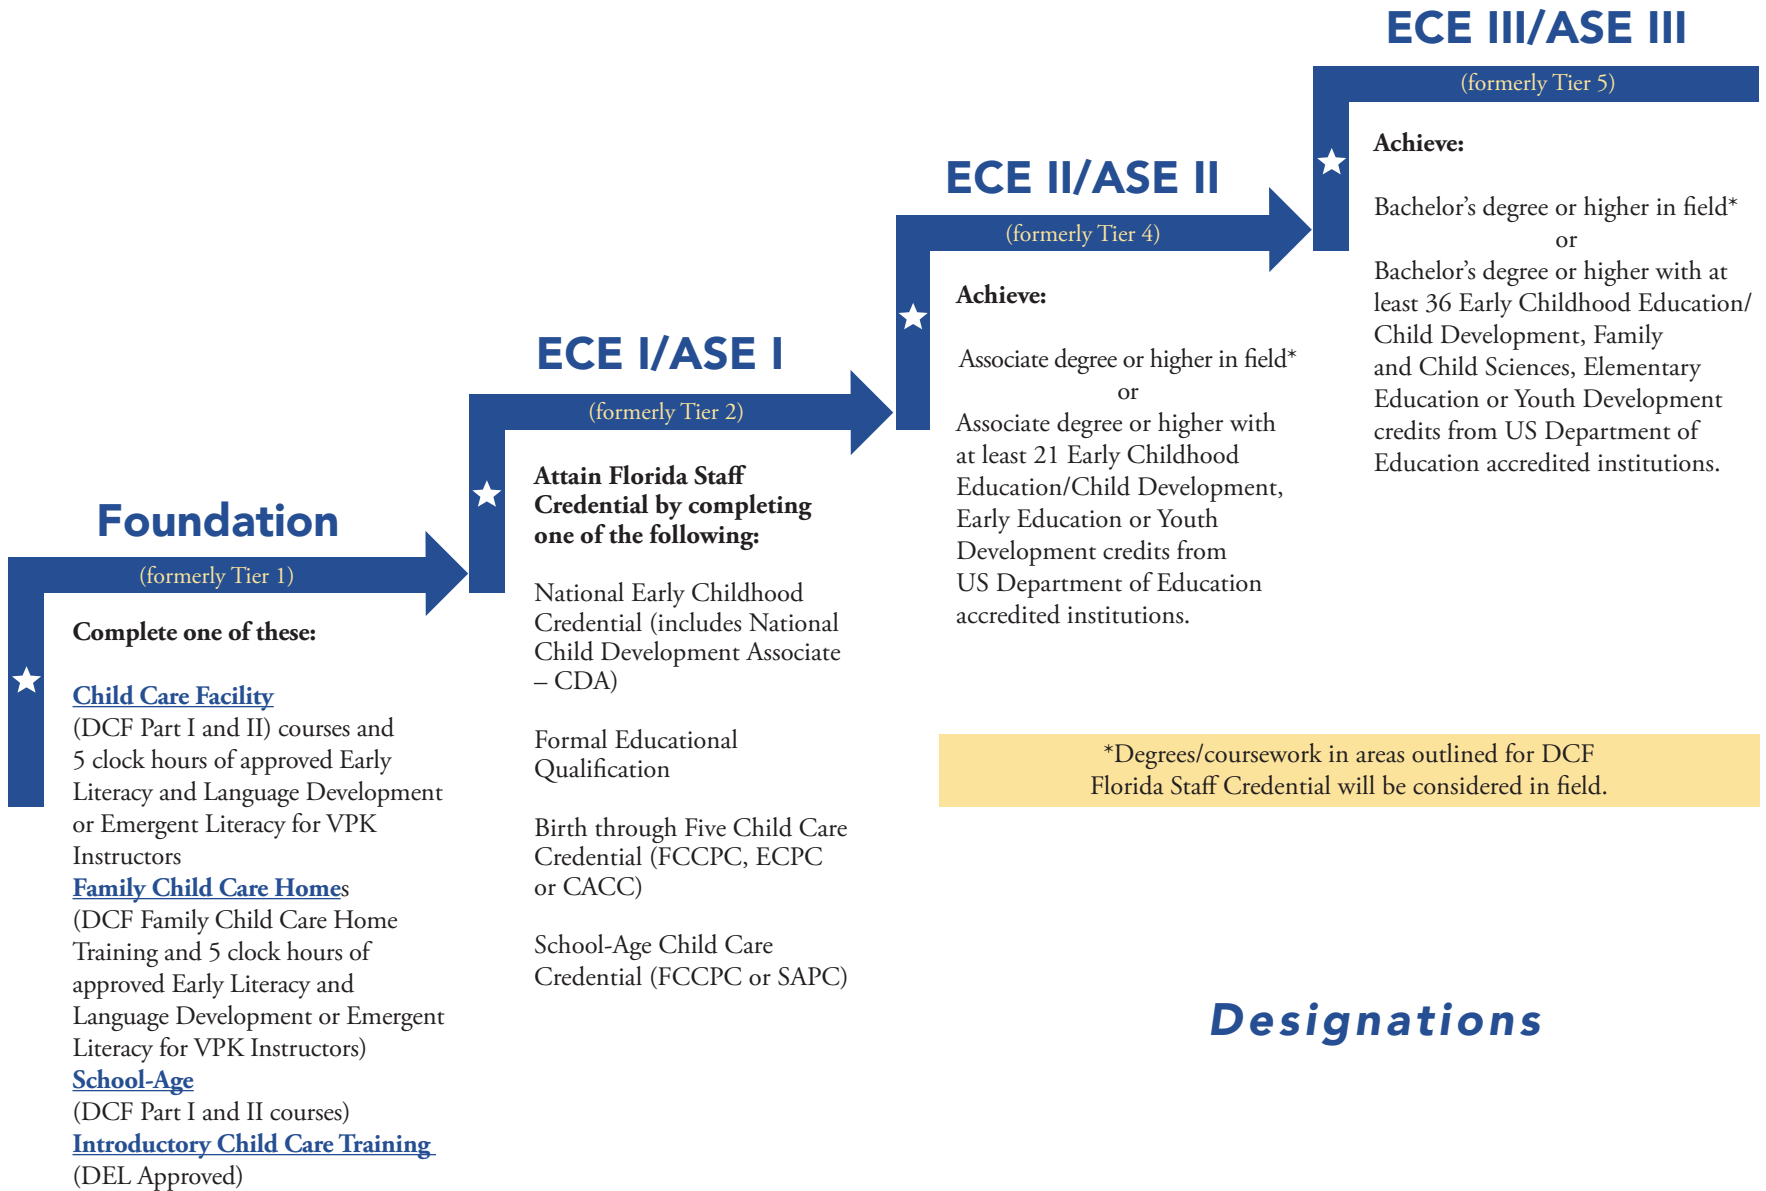 Foundation
(formerly Tier 1)
Complete one of these:
Child Care Facility
(DCF Part I and II) courses and
5 clock hours of approved Early
Literacy and Language Development
or Emergent Literacy for VPK
Instructors
Family Child Care Homes
(DCF Family Child Care Home
Training and 5 clock hours of
approved Early Literacy and
Language Development or Emergent
Literacy for VPK Instructors)
School-Age
(DCF Part I and II courses)
Introductory Child Care Training
(DEL Approved)
ECE I/ASE I
(formerly Tier 2)
Attain Florida Staff
Credential by completing
one of the following:
National Early Childhood
Credential (includes National
Child Development Associate
– CDA)
Formal Educational
Qualification
Birth through Five Child Care
Credential (FCCPC, ECPC
or CACC)
School-Age Child Care
Credential (FCCPC or SAPC)
ECE II/ASE II
(formerly Tier 4)
Achieve:
Associate degree or higher in field*
or
Associate degree or higher with
at least 21 Early Childhood
Education/Child Development,
Early Education or Youth
Development credits from
US Department of Education
accredited institutions.
ECE III/ASE III
(formerly Tier 5)
Achieve:
Bachelor’s degree or higher in field*
or
Bachelor’s degree or higher with at
least 36 Early Childhood Education/
Child Development, Family
and Child Sciences, Elementary
Education or Youth Development
credits from US Department of
Education accredited institutions.
*Degrees/coursework in areas outlined for DCF
Florida Staff Credential will be considered in field.
Designations